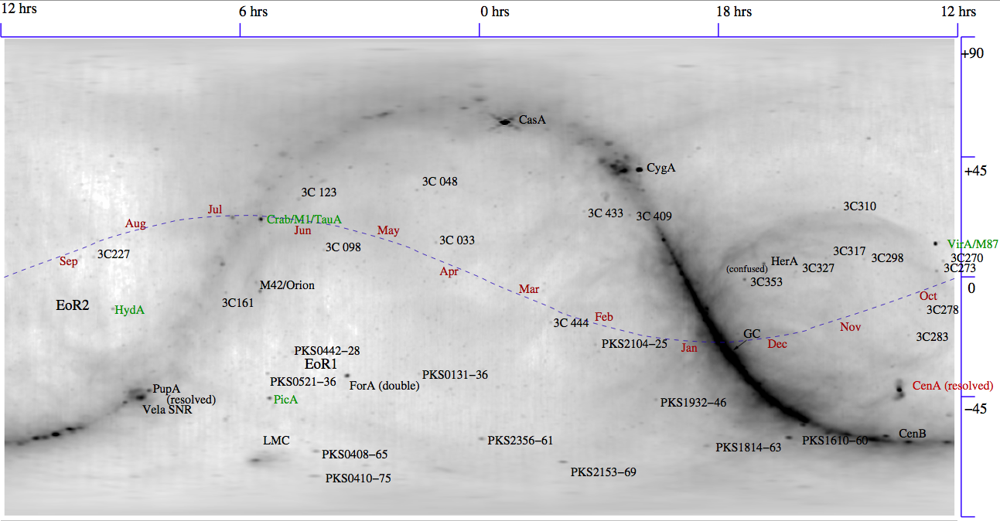 12 hrs
6 hrs
0 hrs
18 hrs
12 hrs
+90
CasA
+45
CygA
3C 048
3C 123
3C310
Jul
3C 433
3C 409
Crab/M1/TauA
Aug
Jun
May
3C 033
VirA/M87
3C 098
3C317
3C227
3C298
3C270
Sep
HerA
(confused)
3C327
3C273
Apr
3C353
M42/Orion
0
Mar
Oct
3C161
EoR2
HydA
3C278
Feb
3C 444
Nov
GC
3C283
PKS2104−25
Dec
Jan
PKS0442−28
EoR1
PKS0131−36
PKS0521−36
ForA (double)
CenA (resolved)
PupA
(resolved)
PicA
PKS1932−46
Vela SNR
−45
CenB
LMC
PKS2356−61
PKS1610−60
PKS1814−63
PKS0408−65
PKS2153−69
PKS0410−75